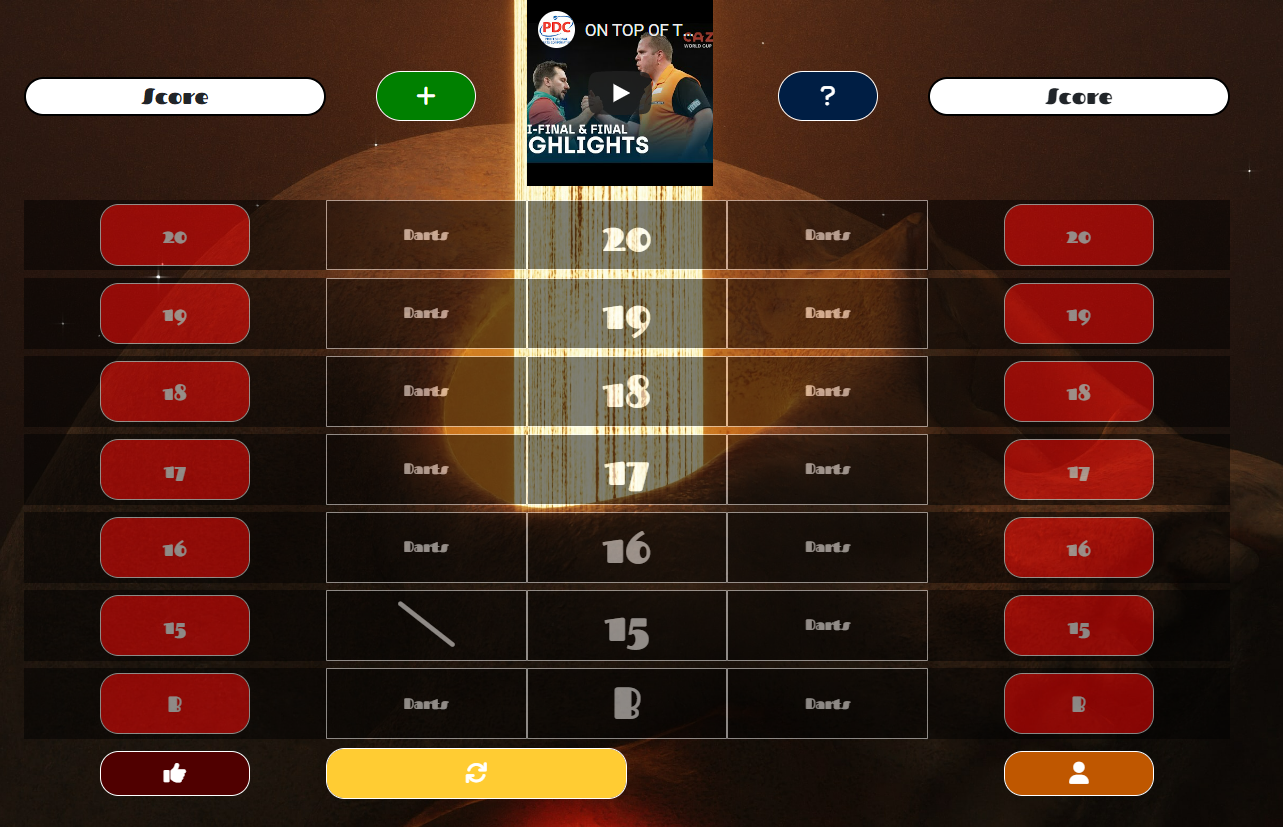 PDC
ON TOP OF T...
CAZ
WORLD CUP
Score
+
?
Score
I-FINAL & FINAL
GHLIGHTS
20 Darts 20 Darts 20
19 Darts 19 Darts 19
18 Darts 18 Darts 18
17 Darts 17 Darts 17
16 Darts 16 Darts 16
15 15 Darts 15
B Darts B Darts B